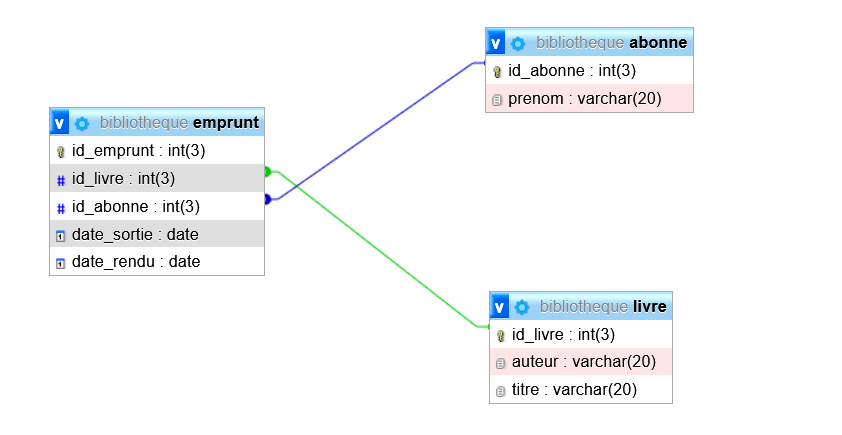 v bibliotheque abonne
id_abonne : int(3)
prenom : varchar(20)
v bibliotheque emprunt
id_emprunt : int(3)
# id_livre : int(3)
# id_abonne : int(3)
date_sortie : date
date_rendu : date
v bibliotheque livre
id_livre : int(3)
auteur : varchar(20)
titre : varchar(20)